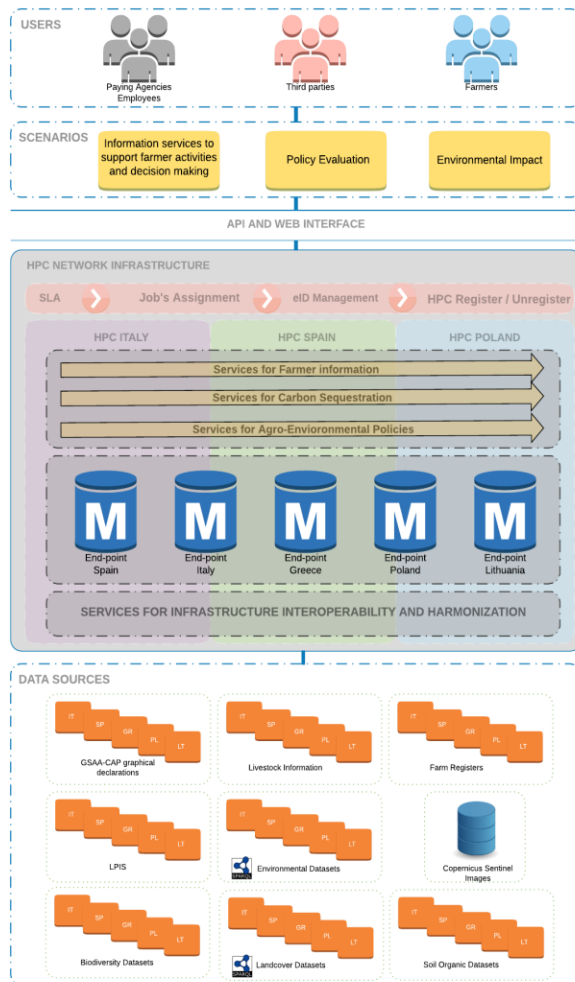 USERS
Paying Agencies
Employees
Third parties
Farmers
SCENARIOS
Information services to
support farmer activities
and decision making
Policy Evaluation
Environmental Impact
API AND WEB INTERFACE
HPC NETWORK INFRASTRUCTURE
SLA
Job's Assignment
eID Management
HPC Register / Unregister
HPC ITALY
HPC SPAIN
HPC POLAND
Services for Farmer information
Services for Carbon Sequestration
Services for Agro-Envioronmental Policies
M
M
M
M
M
End-point
Spain
End-point
Italy
End-point
Greece
End-point
Poland
End-point
Lithuania
SERVICES FOR INFRASTRUCTURE INTEROPERABILITY AND HARMONIZATION
DATA SOURCES
IT
SP
GR
PL
LT
GSAA-CAP graphical
declarations
IT
SP
GR
PL
LT
Livestock Information
IT
SP
GR
PL
LT
Farm Registers
IT
SP
GR
PL
LT
LPIS
IT
SP
GR
PL
LT
SPARQL
Environmental Datasets
Copernicus Sentinel
Images
IT
SP
GR
PL
LT
Biodiversity Datasets
IT
SP
GR
PL
LT
SPARQL
Landcover Datasets
IT
SP
GR
PL
LT
Soil Organic Datasets